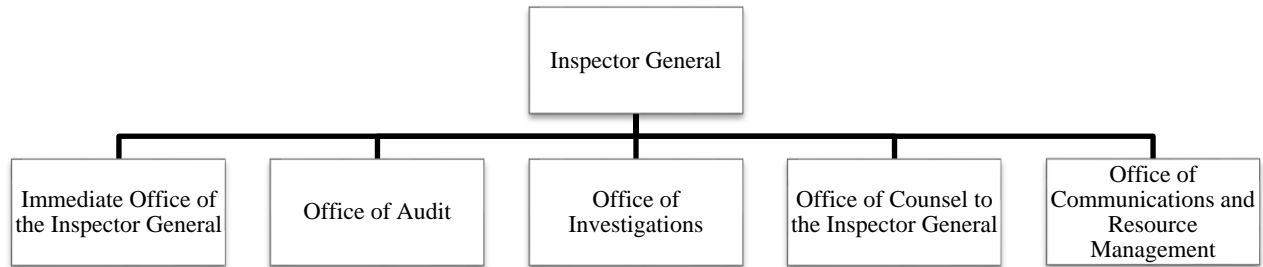 Inspector General
Immediate Office of
the Inspector General
Office of Audit
Office of
Investigations
Office of Counsel to
the Inspector General
Office of
Communications and
Resource
Management